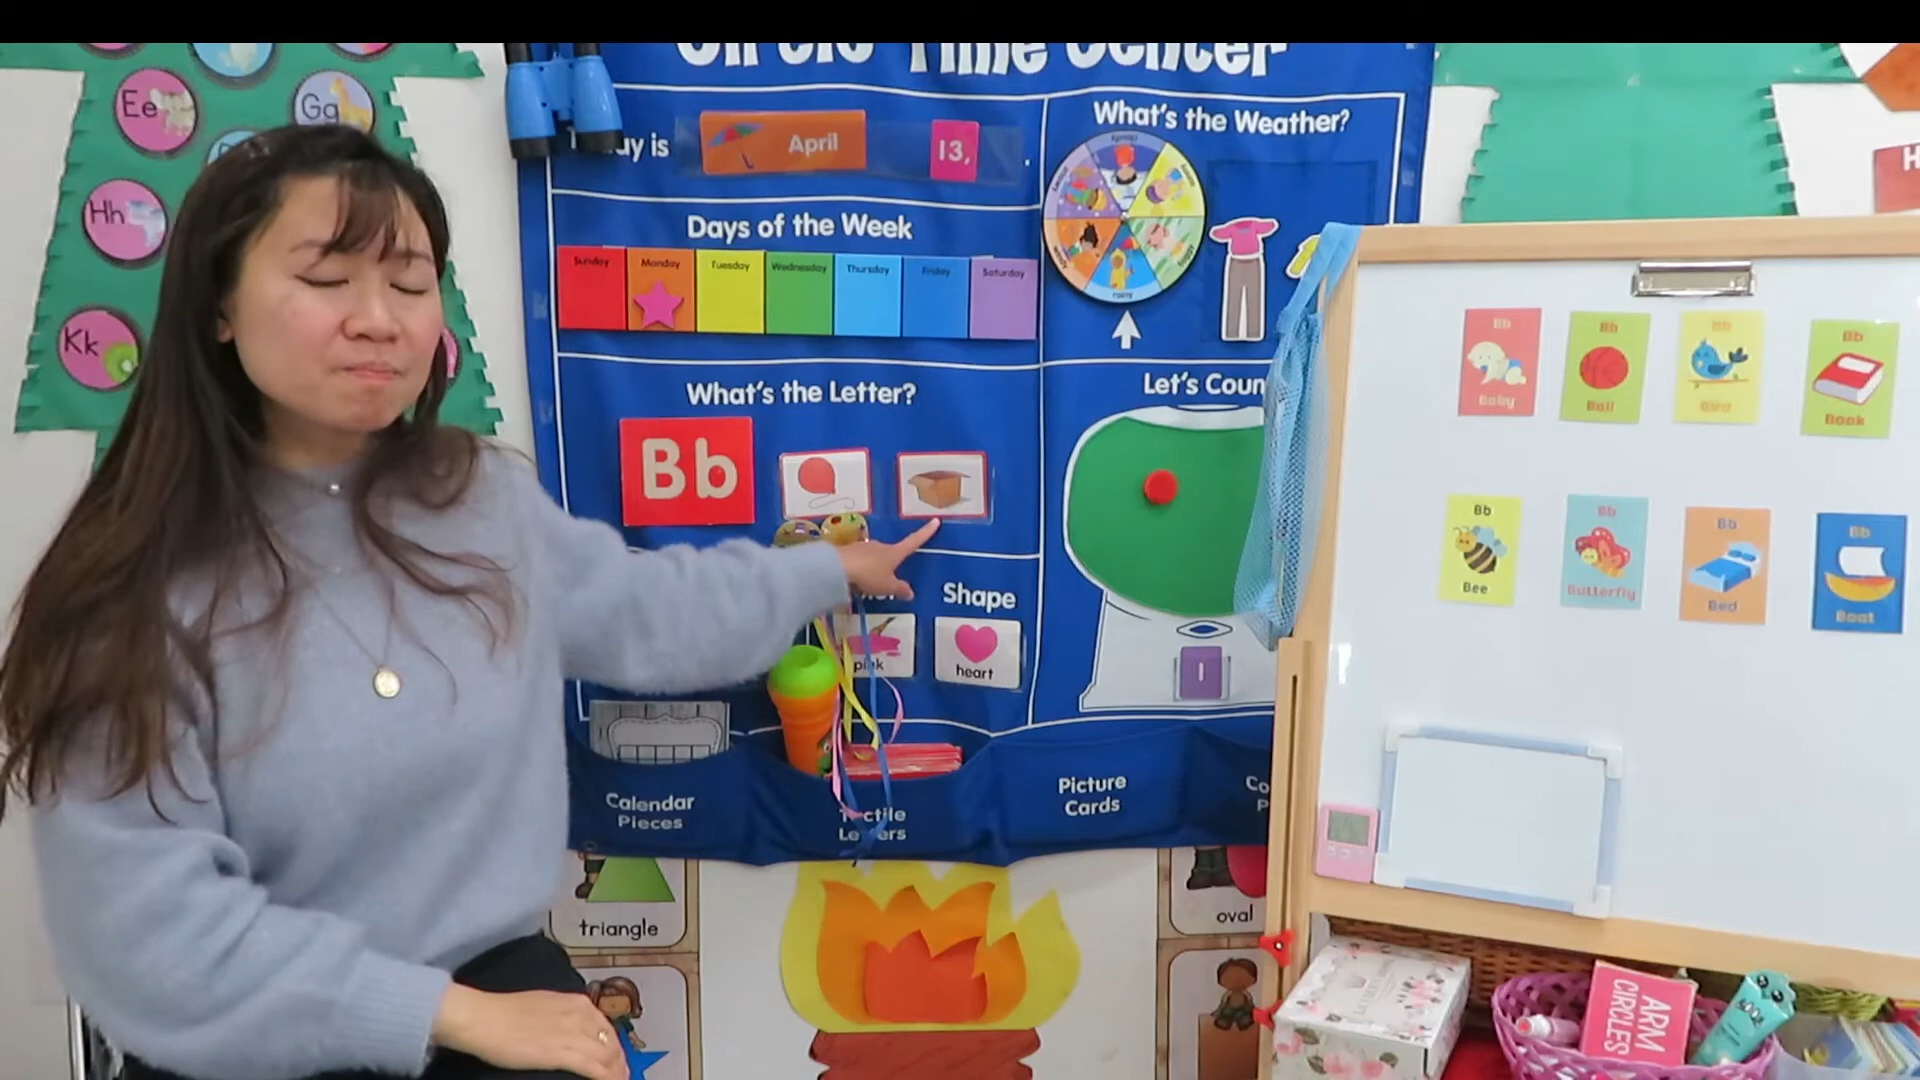 Circle Time Center
Ee
Gg
Hh
Kk
Today is
April
13,
.
What's the Weather?
Days of the Week
Sunday
Monday
Tuesday
Wednesday
Thursday
Friday
Saturday
What's the Letter?
Bb
Let's Coun
Shape
pink
heart
1
Calendar
Pieces
Tactile
Letters
Picture
Cards
Co
P
triangle
oval
Bb
Baby
Bb
Ball
Bb
Bird
Bb
Book
Bb
Bee
Bb
Butterfly
Bb
Bed
Bb
Boat
ARM
CIRCLES
H